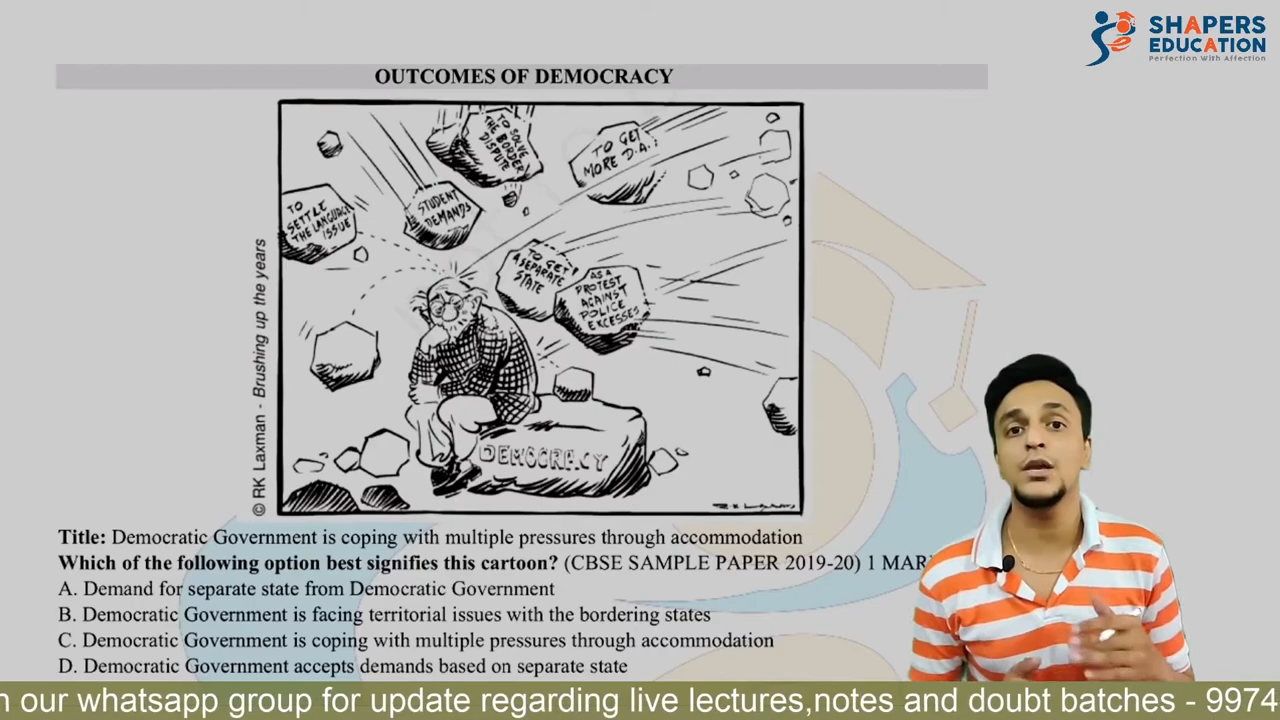 SHAPERS
EDUCATION
Perfection With Affection
OUTCOMES OF DEMOCRACY
TO SOLVE
THE BORDER
DISPUTE
TO GET
MORE D.A.
TO
SETTLE
THE LANGUAGE
ISSUE
STUDENT
DEMANDS
TO GET
A SEPARATE
STATE
AS A
PROTEST
AGAINST
POLICE
EXCESSES
DEMOCRACY
© RK Laxman - Brushing up the years
Title: Democratic Government is coping with multiple pressures through accommodation
Which of the following option best signifies this cartoon? (CBSE SAMPLE PAPER 2019-20) 1 MAR
A. Demand for separate state from Democratic Government
B. Democratic Government is facing territorial issues with the bordering states
C. Democratic Government is coping with multiple pressures through accommodation
D. Democratic Government accepts demands based on separate state
n our whatsapp group for update regarding live lectures,notes and doubt batches - 9974